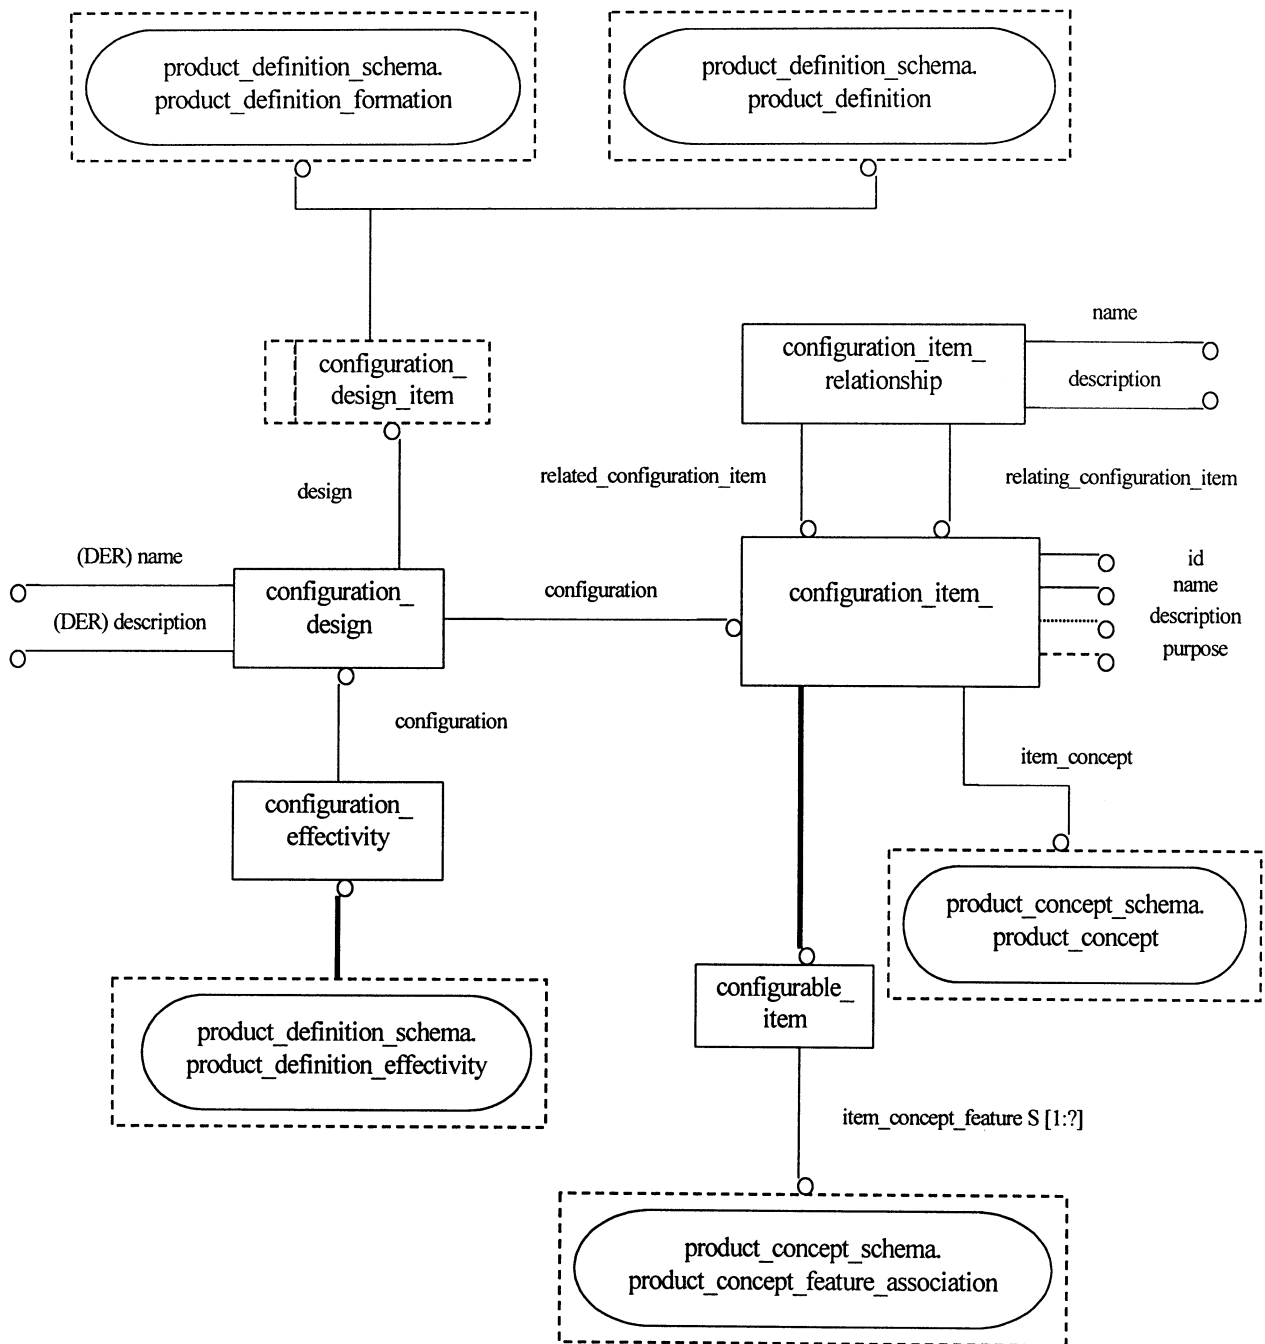 product_definition_schema.
product_definition_formation
product_definition_schema.
product_definition
configuration_
design_item
configuration_item_
relationship
name
description
design
related_configuration_item
relating_configuration_item
(DER) name
(DER) description
configuration_
design
configuration
configuration_item_
id
name
description
purpose
configuration
item_concept
configuration_
effectivity
product_concept_schema.
product_concept
configurable_
item
product_definition_schema.
product_definition_effectivity
item_concept_feature S [1:?]
product_concept_schema.
product_concept_feature_association